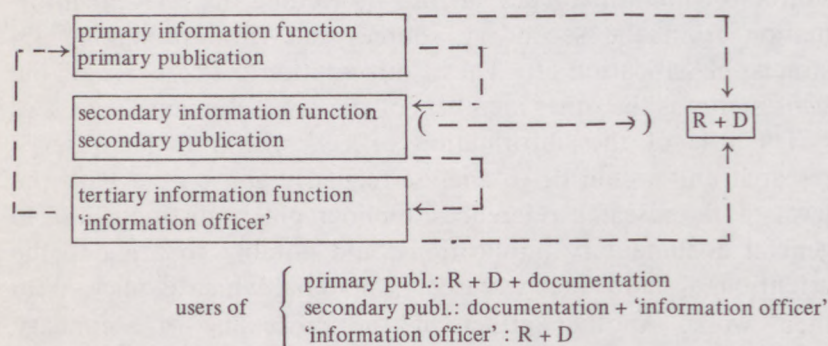 primary information function
primary publication
secondary information function
secondary publication
( )
R + D
tertiary information function
'information officer'
users of
primary publ.: R + D + documentation
secondary publ.: documentation + 'information officer'
'information officer' : R + D